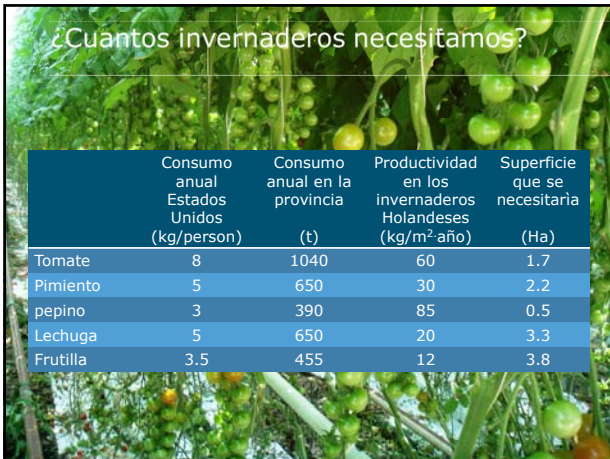 ¿Cuantos invernaderos necesitamos?
Consumo anual Estados Unidos (kg/person) Consumo anual en la provincia (t) Productividad en los invernaderos Holandeses (kg/m²·año) Superficie que se necesitarìa (Ha)
Tomate 8 1040 60 1.7
Pimiento 5 650 30 2.2
pepino 3 390 85 0.5
Lechuga 5 650 20 3.3
Frutilla 3.5 455 12 3.8